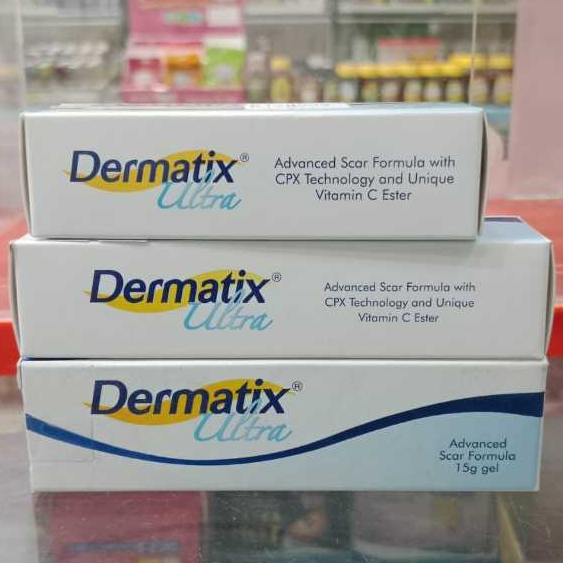 Dermatix®
Ultra
Advanced Scar Formula with
CPX Technology and Unique
Vitamin C Ester
Dermatix®
Ultra
Advanced Scar Formula with
CPX Technology and Unique
Vitamin C Ester
Dermatix®
Ultra
Advanced
Scar Formula
15g gel